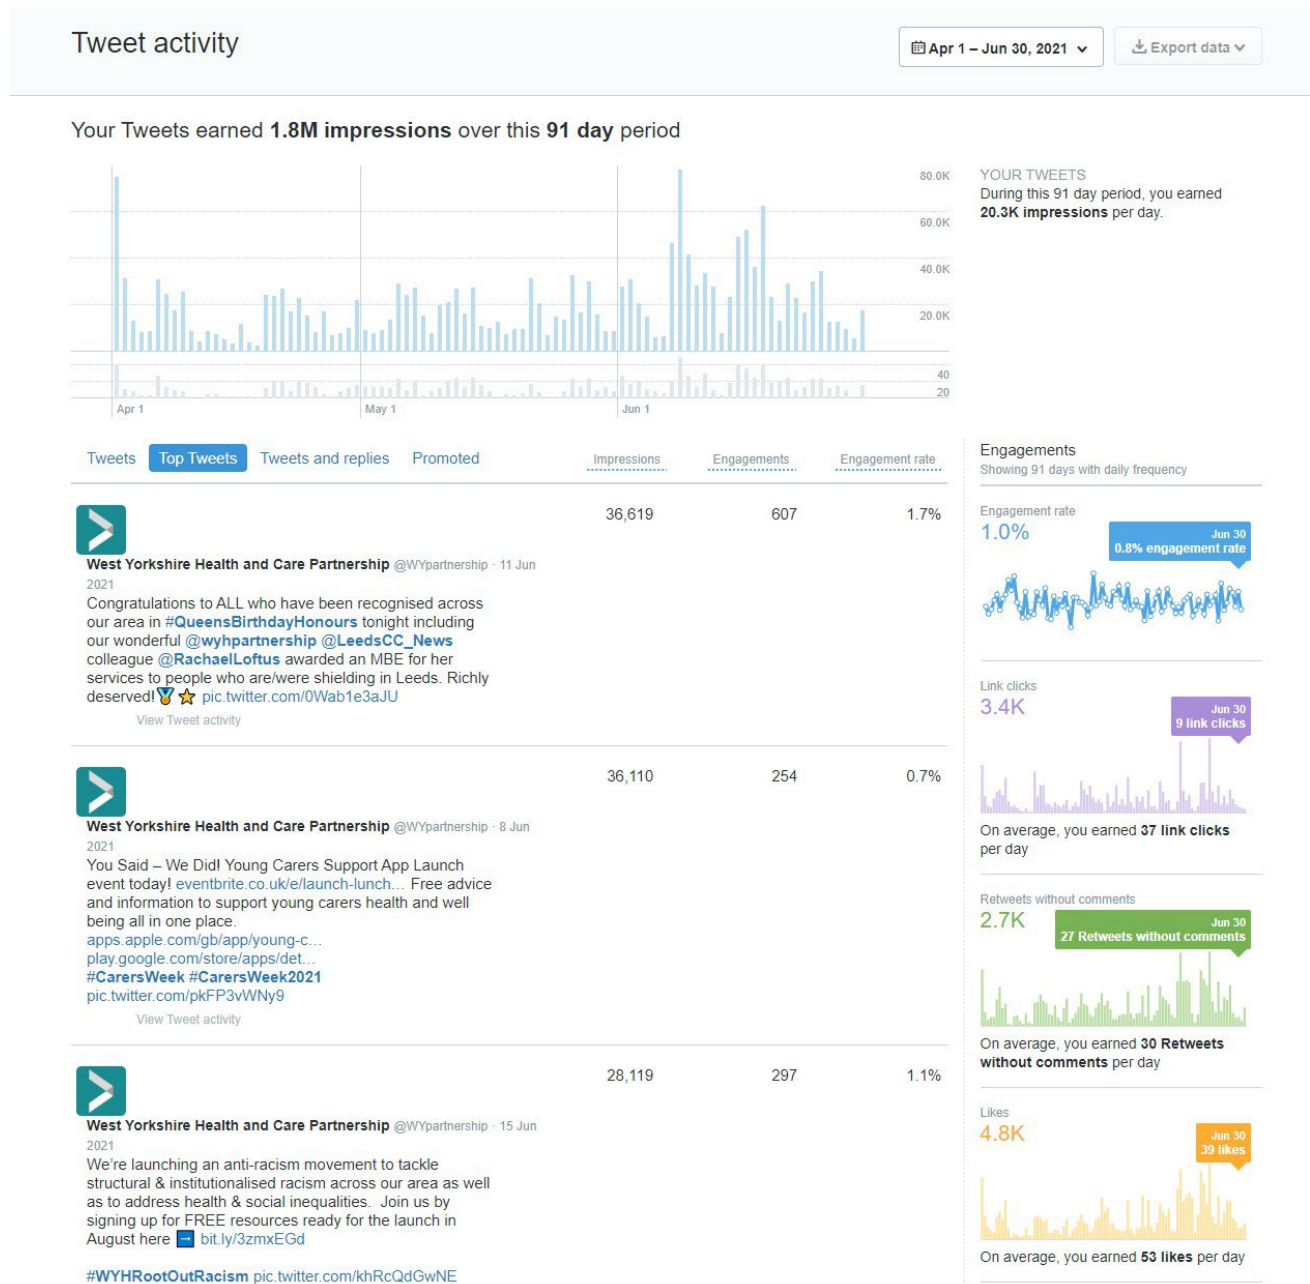 Tweet activity
Apr 1 – Jun 30, 2021
Export data
Your Tweets earned 1.8M impressions over this 91 day period
80.0K
60.0K
40.0K
20.0K
40
20
Apr 1
May 1
Jun 1
YOUR TWEETS
During this 91 day period, you earned
20.3K impressions per day.
Tweets Top Tweets Tweets and replies Promoted
Impressions Engagements Engagement rate
36,619 607 1.7%
West Yorkshire Health and Care Partnership @WYpartnership · 11 Jun
2021
Congratulations to ALL who have been recognised across
our area in #QueensBirthdayHonours tonight including
our wonderful @wyhpartnership @LeedsCC_News
colleague @RachaelLoftus awarded an MBE for her
services to people who are/were shielding in Leeds. Richly
deserved!🏅⭐ pic.twitter.com/0Wab1e3aJU
View Tweet activity
36,110 254 0.7%
West Yorkshire Health and Care Partnership @WYpartnership · 8 Jun
2021
You Said – We Did! Young Carers Support App Launch
event today! eventbrite.co.uk/e/launch-lunch… Free advice
and information to support young carers health and well
being all in one place.
apps.apple.com/gb/app/young-c…
play.google.com/store/apps/det…
#CarersWeek #CarersWeek2021
pic.twitter.com/pkFP3vWNy9
View Tweet activity
28,119 297 1.1%
West Yorkshire Health and Care Partnership @WYpartnership · 15 Jun
2021
We're launching an anti-racism movement to tackle
structural & institutionalised racism across our area as well
as to address health & social inequalities. Join us by
signing up for FREE resources ready for the launch in
August here ➡ bit.ly/3zmxEGd
#WYHRootOutRacism pic.twitter.com/khRcQdGwNE
Engagements
Showing 91 days with daily frequency
Engagement rate
1.0%
Jun 30
0.8% engagement rate
Link clicks
3.4K
Jun 30
9 link clicks
On average, you earned 37 link clicks
per day
Retweets without comments
2.7K
Jun 30
27 Retweets without comments
On average, you earned 30 Retweets
without comments per day
Likes
4.8K
Jun 30
39 likes
On average, you earned 53 likes per day